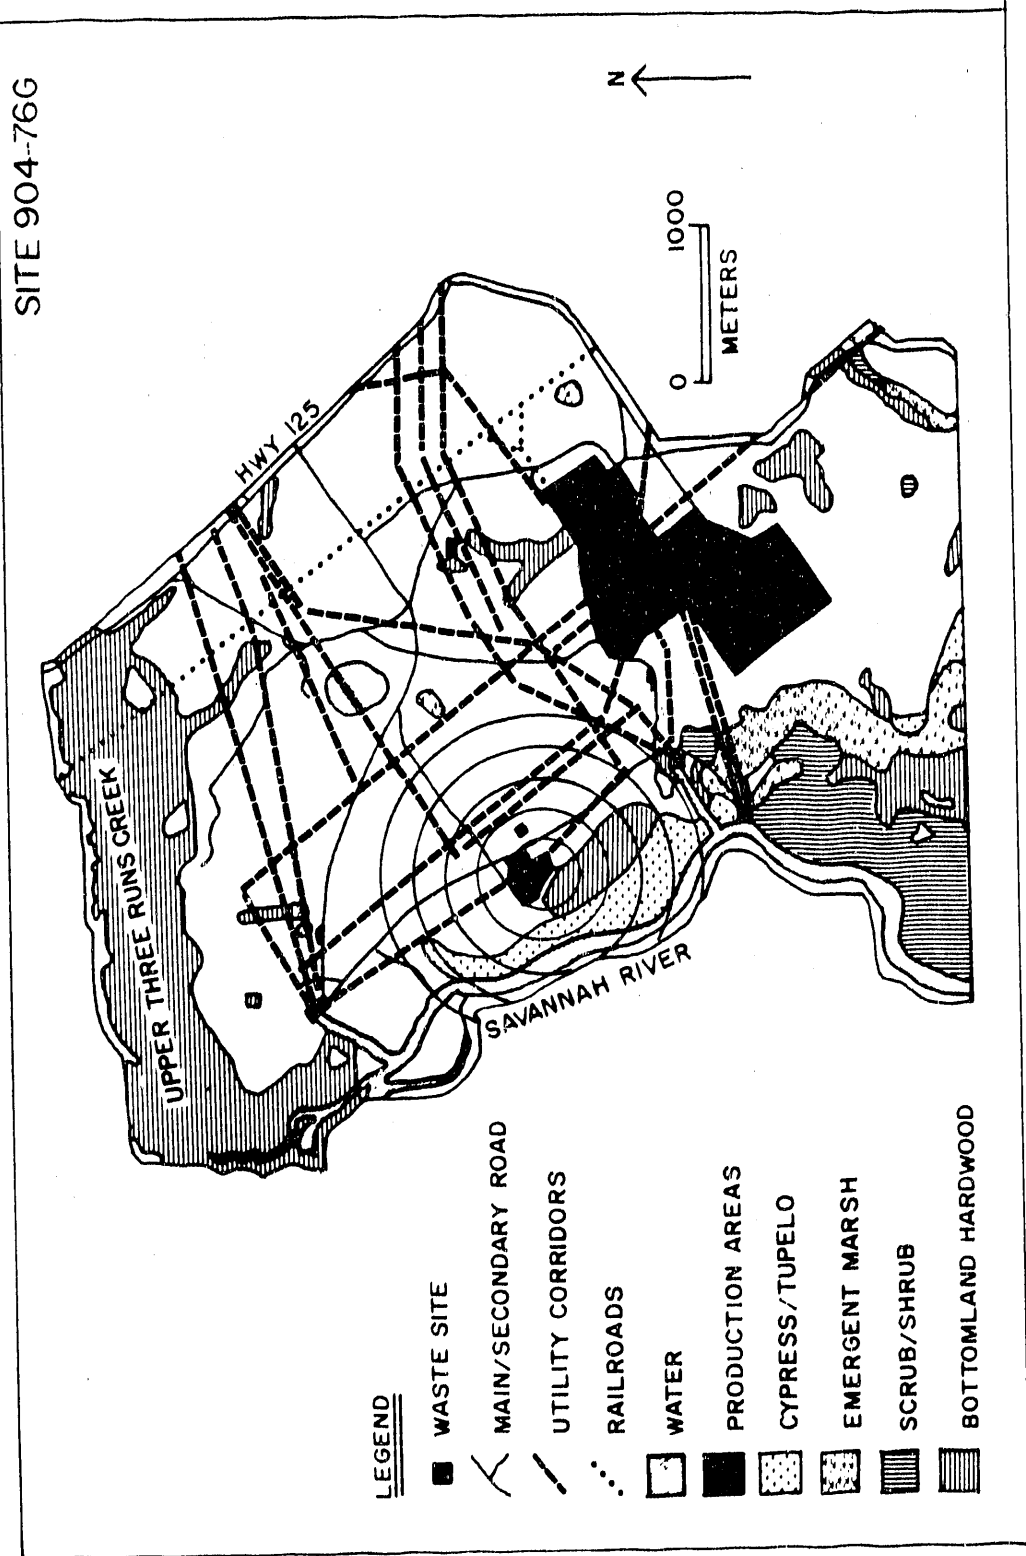 SITE 904-76G
N
HWY 125
UPPER THREE RUNS CREEK
SAVANNAH RIVER
0 1000
METERS
LEGEND
WASTE SITE
MAIN/SECONDARY ROAD
UTILITY CORRIDORS
RAILROADS
WATER
PRODUCTION AREAS
CYPRESS/TUPELO
EMERGENT MARSH
SCRUB/SHRUB
BOTTOMLAND HARDWOOD